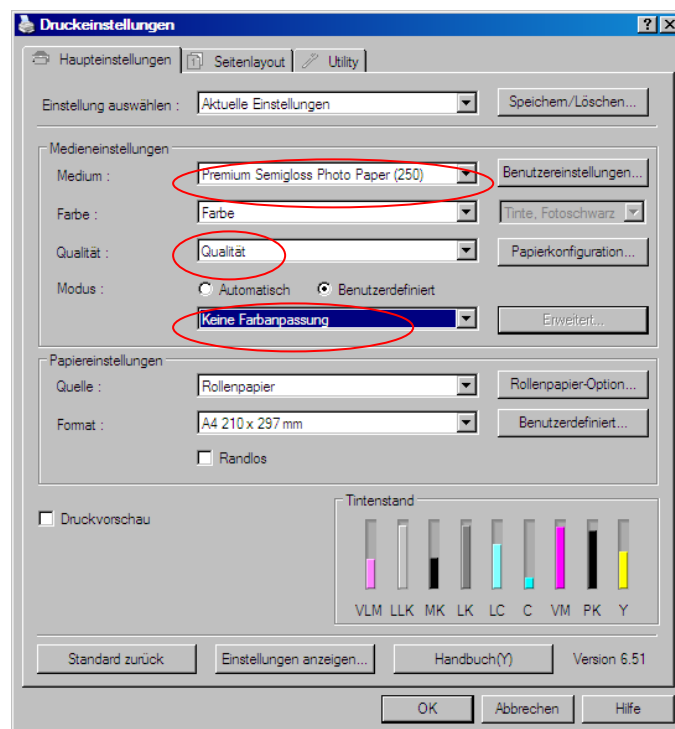 Druckeinstellungen
Haupteinstellungen 1 Seitenlayout Utility
Einstellung auswählen : Aktuelle Einstellungen Speichern/Löschen...
Medieneinstellungen
Medium : Premium Semigloss Photo Paper (250) Benutzereinstellungen...
Farbe : Farbe Tinte, Fotoschwarz
Qualität : Qualität Papierkonfiguration...
Modus : Automatisch Benutzerdefiniert
Keine Farbanpassung Erweitert...
Papiereinstellungen
Quelle : Rollenpapier Rollenpapier-Option...
Format : A4 210 x 297 mm Benutzerdefiniert...
Randlos
Tintenstand
Druckvorschau
VLM LLK MK LK LC C VM PK Y
Standard zurück Einstellungen anzeigen... Handbuch(Y) Version 6.51
OK Abbrechen Hilfe